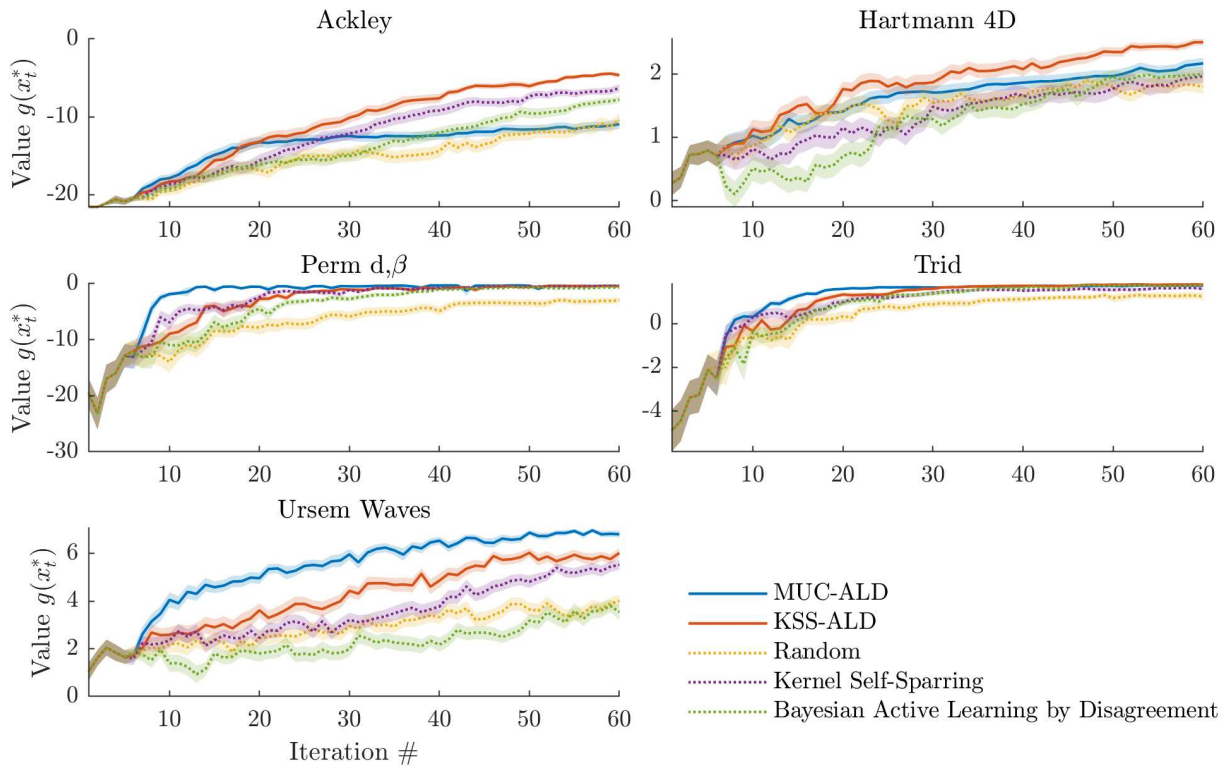 Ackley
Value g(x*t)
0
-5
-10
-15
-20
10 20 30 40 50 60
Hartmann 4D
2
1
0
10 20 30 40 50 60
Perm d,β
Value g(x*t)
0
-10
-20
-30
10 20 30 40 50 60
Trid
0
-2
-4
10 20 30 40 50 60
Ursem Waves
Value g(x*t)
6
4
2
0
10 20 30 40 50 60
Iteration #
MUC-ALD
KSS-ALD
Random
Kernel Self-Sparring
Bayesian Active Learning by Disagreement